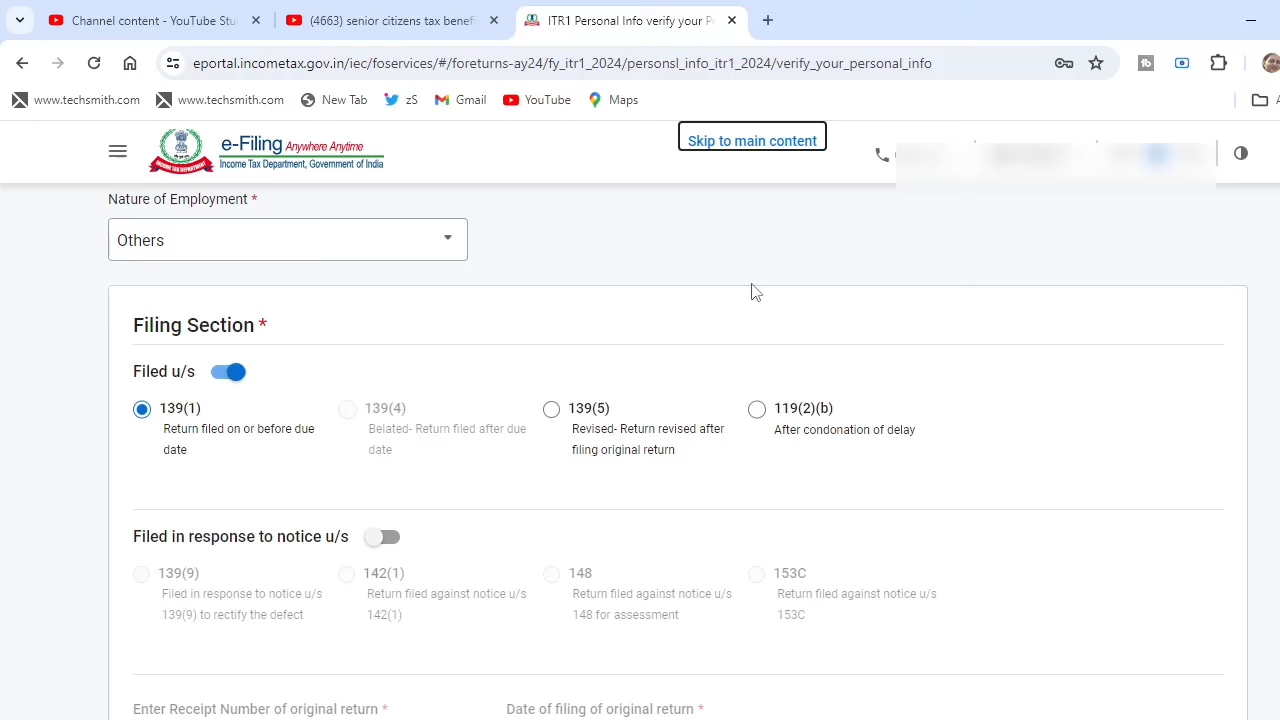 Channel content - YouTube Stu
(4663) senior citizens tax benef
ITR1 Personal Info verify your P
eportal.incometax.gov.in/iec/foservices/#/foreturns-ay24/fy_itr1_2024/personsl_info_itr1_2024/verify_your_personal_info
www.techsmith.com
www.techsmith.com
New Tab
zS
Gmail
YouTube
Maps
e-Filing Anywhere Anytime
Income Tax Department, Government of India
INCOME TAX DEPARTMENT
Skip to main content
Nature of Employment *
Others
Filing Section *
Filed u/s
139(1)
Return filed on or before due
date
139(4)
Belated- Return filed after due
date
139(5)
Revised- Return revised after
filing original return
119(2)(b)
After condonation of delay
Filed in response to notice u/s
139(9)
Filed in response to notice u/s
139(9) to rectify the defect
142(1)
Return filed against notice u/s
142(1)
148
Return filed against notice u/s
148 for assessment
153C
Return filed against notice u/s
153C
Enter Receipt Number of original return *
Date of filing of original return *